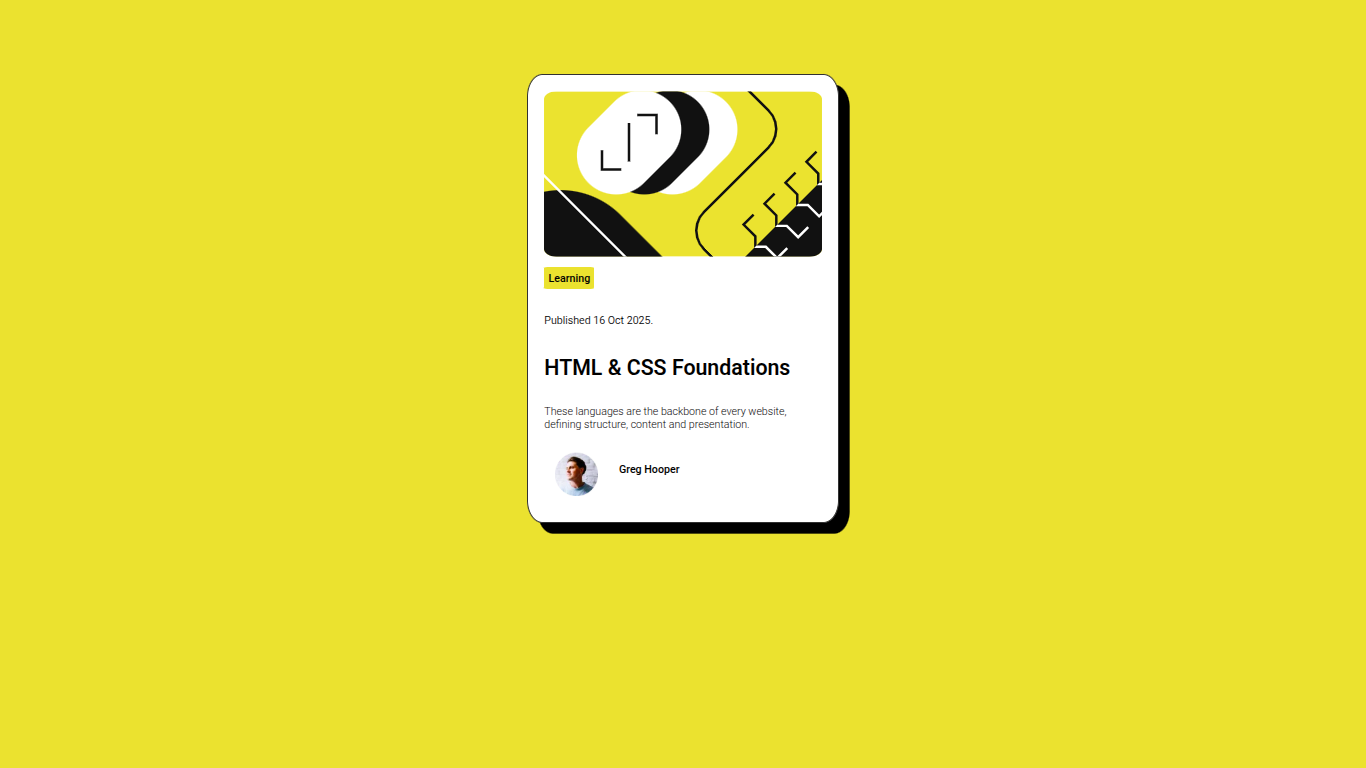 Learning
Published 16 Oct 2025.
HTML & CSS Foundations
These languages are the backbone of every website,
defining structure, content and presentation.
Greg Hooper